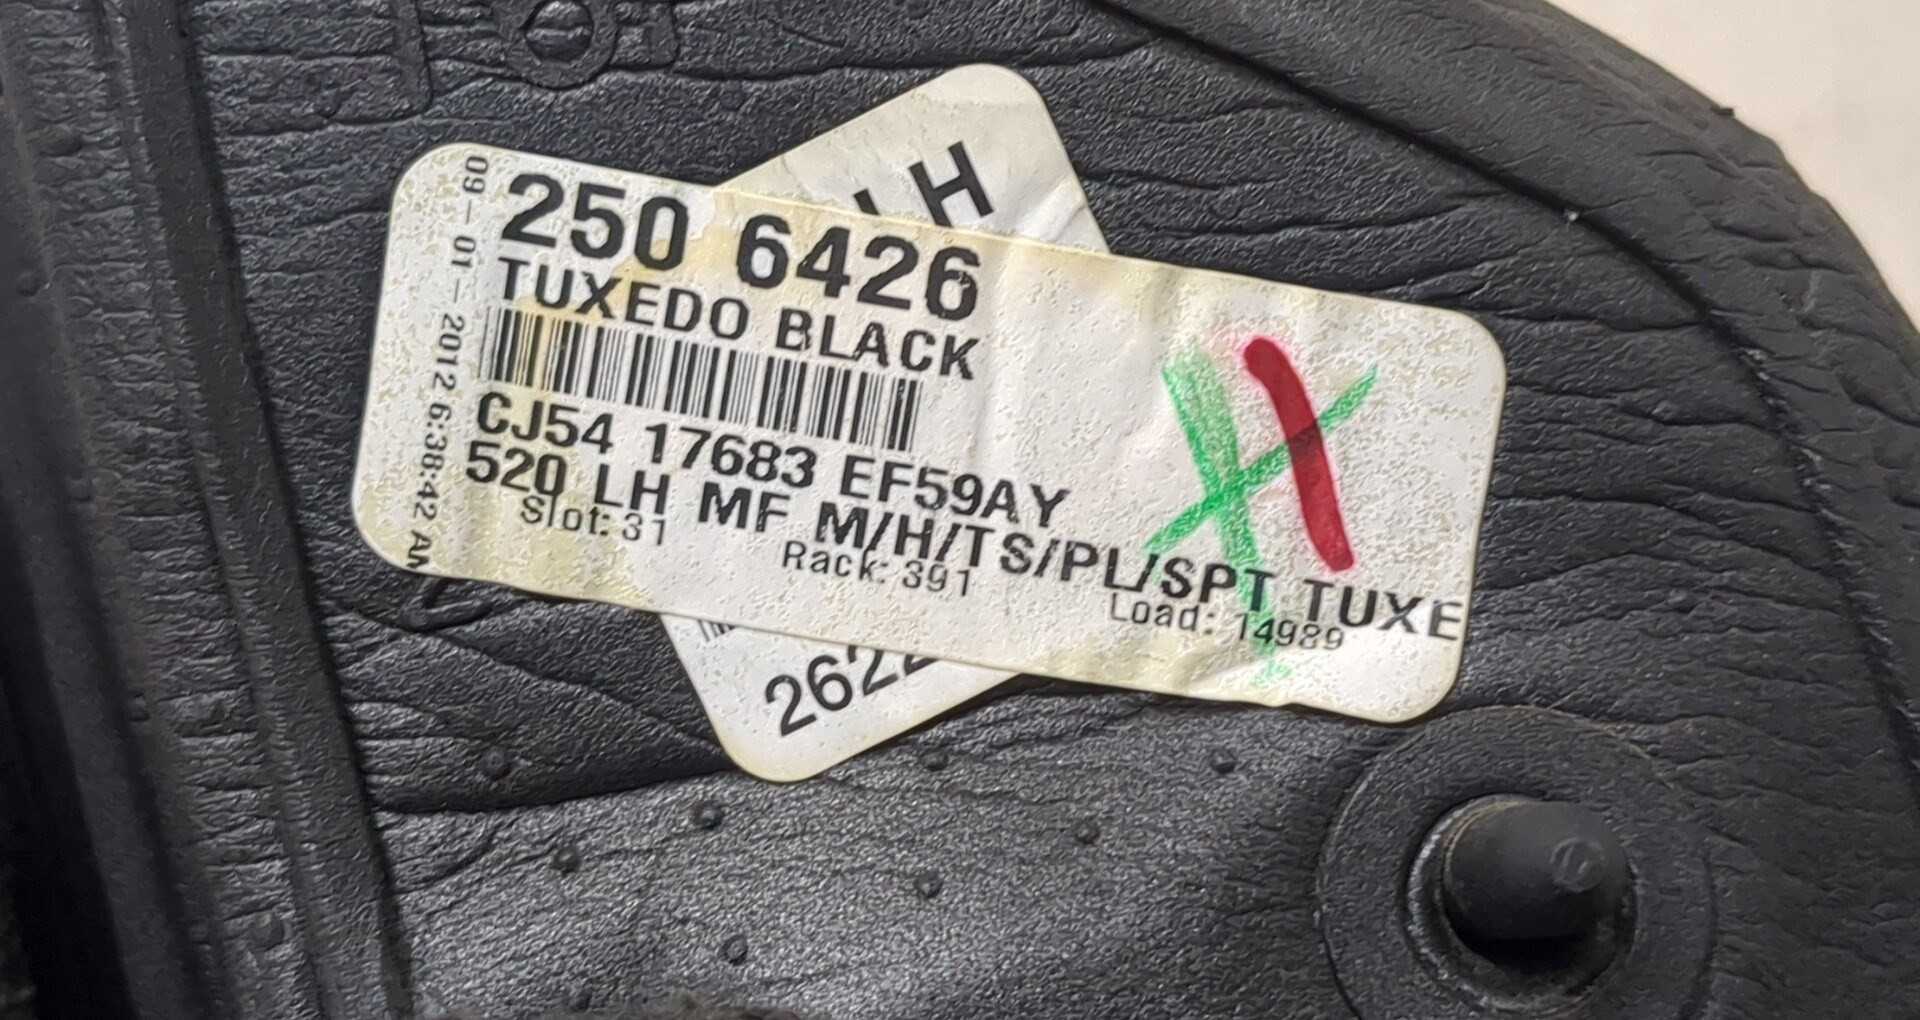 LH
250 6426
TUXEDO BLACK
CJ54 17683 EF59AY
520 LH MF M/H/TS/PL/SPT TUXE
Slot: 31 Rack: 391 Load: 14989
09-01-2012 6:38:42 AM
262